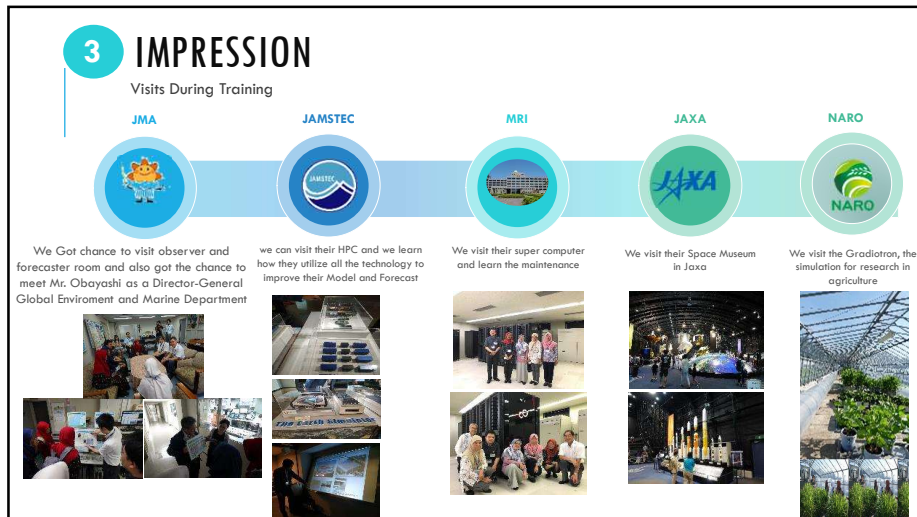 3 IMPRESSION
Visits During Training
JMA
JAMSTEC
MRI
JAXA
NARO
JAMSTEC
JAXA
NARO
We Got chance to visit observer and
forecaster room and also got the chance to
meet Mr. Obayashi as a Director-General
Global Enviroment and Marine Department
we can visit their HPC and we learn
how they utilize all the technology to
improve their Model and Forecast
We visit their super computer
and learn the maintenance
We visit their Space Museum
in Jaxa
We visit the Gradiotron, the
simulation for research in
agriculture
The Earth Simulator